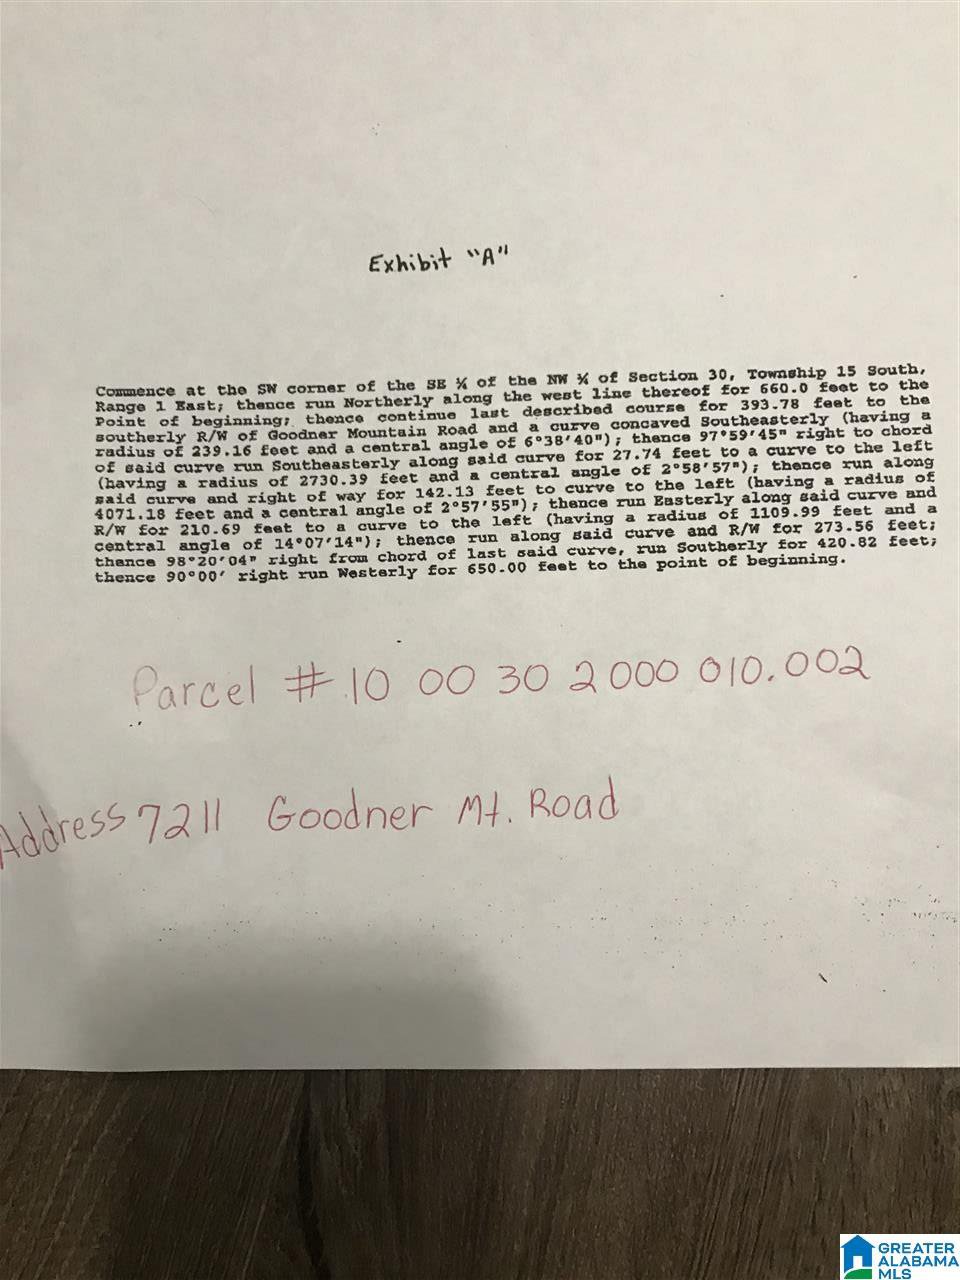 Exhibit "A"
Commence at the SW corner of the SE ¼ of the NW ¼ of Section 30, Township 15 South,
Range 1 East; thence run Northerly along the west line thereof for 660.0 feet to the
Point of beginning; thence continue last described course for 393.78 feet to the
southerly R/W of Goodner Mountain Road and a curve concaved Southeasterly (having a
radius of 239.16 feet and a central angle of 6°38'40"); thence 97°59'45" right to chord
of said curve run Southeasterly along said curve for 27.74 feet to a curve to the left
(having a radius of 2730.39 feet and a central angle of 2°58'57"); thence run along
said curve and right of way for 142.13 feet to curve to the left (having a radius of
4071.18 feet and a central angle of 2°57'55"); thence run Easterly along said curve and
R/W for 210.69 feet to a curve to the left (having a radius of 1109.99 feet and a
central angle of 14°07'14"); thence run along said curve and R/W for 273.56 feet;
thence 98°20'04" right from chord of last said curve, run Southerly for 420.82 feet;
thence 90°00' right run Westerly for 650.00 feet to the point of beginning.
Parcel # 10 00 30 2 000 010.002
Address 7211 Goodner Mt. Road
GREATER
ALABAMA
MLS